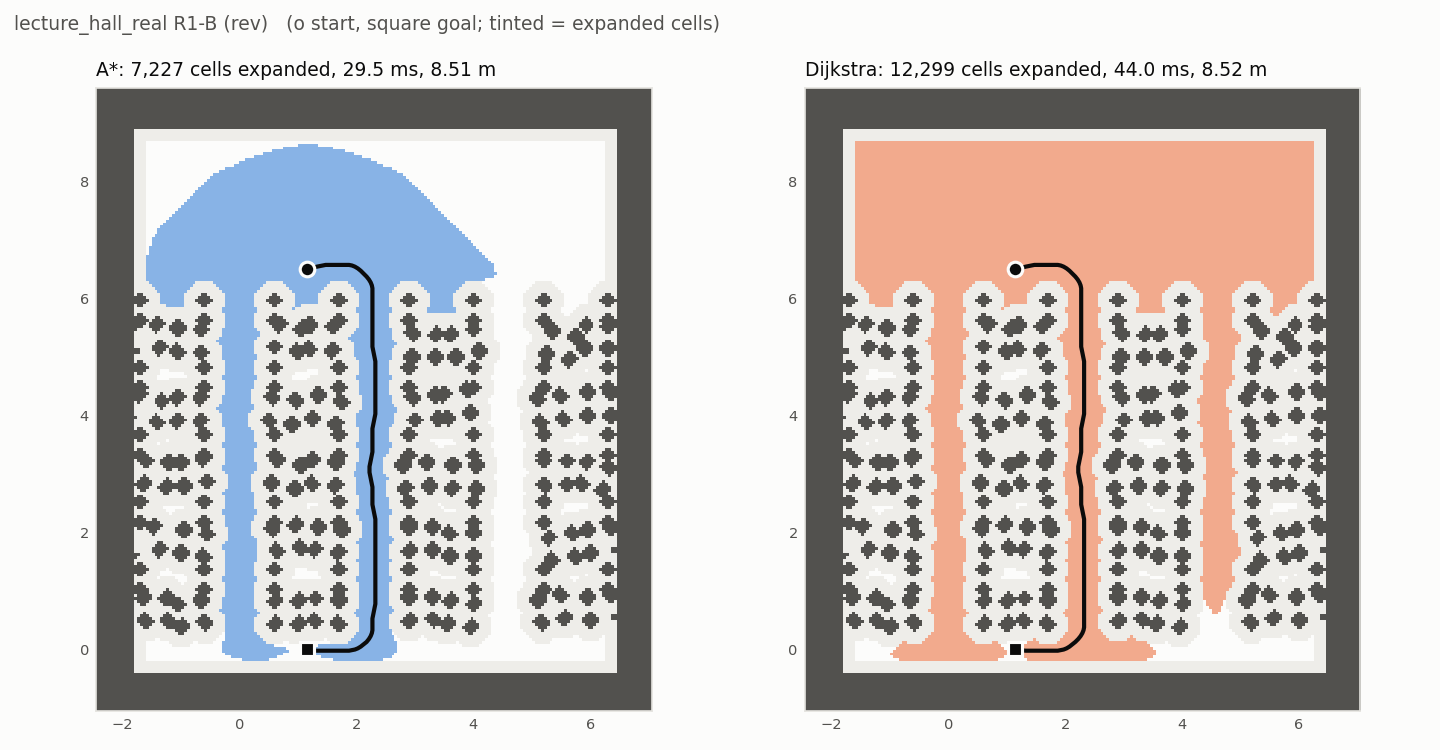 lecture_hall_real R1-B (rev)   (o start, square goal; tinted = expanded cells)
A*: 7,227 cells expanded, 29.5 ms, 8.51 m
Dijkstra: 12,299 cells expanded, 44.0 ms, 8.52 m
8
6
4
2
0
−2 0 2 4 6
8
6
4
2
0
−2 0 2 4 6